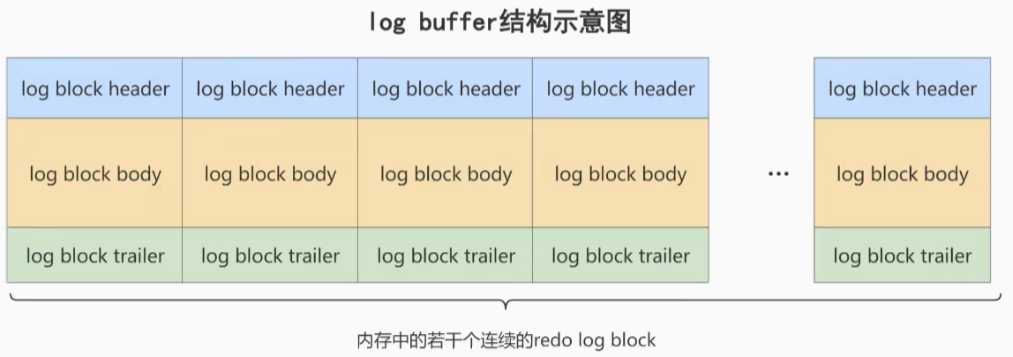 log buffer结构示意图
log block header log block header log block header log block header log block header
log block body log block body log block body log block body ... log block body
log block trailer log block trailer log block trailer log block trailer log block trailer
内存中的若干个连续的redo log block